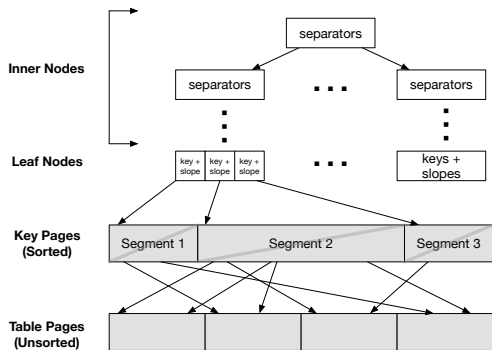 separators
Inner Nodes
separators
separators
Leaf Nodes
key +
slope
key +
slope
key +
slope
keys +
slopes
Key Pages
(Sorted)
Segment 1
Segment 2
Segment 3
Table Pages
(Unsorted)